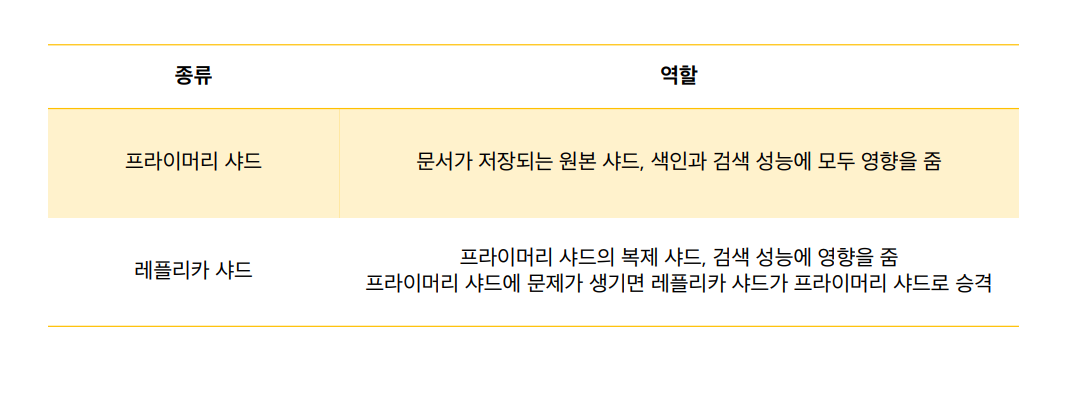 종류 역할
프라이머리 샤드 문서가 저장되는 원본 샤드, 색인과 검색 성능에 모두 영향을 줌
레플리카 샤드 프라이머리 샤드의 복제 샤드, 검색 성능에 영향을 줌
프라이머리 샤드에 문제가 생기면 레플리카 샤드가 프라이머리 샤드로 승격